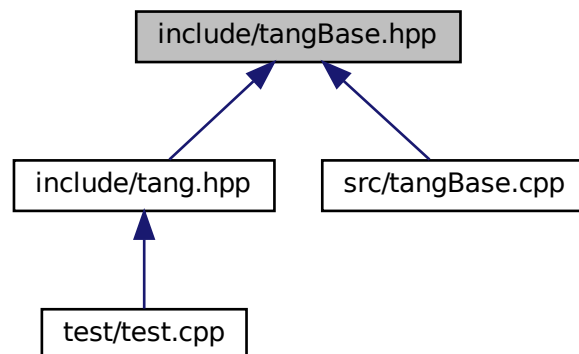 include/tangBase.hpp
include/tang.hpp
src/tangBase.cpp
test/test.cpp